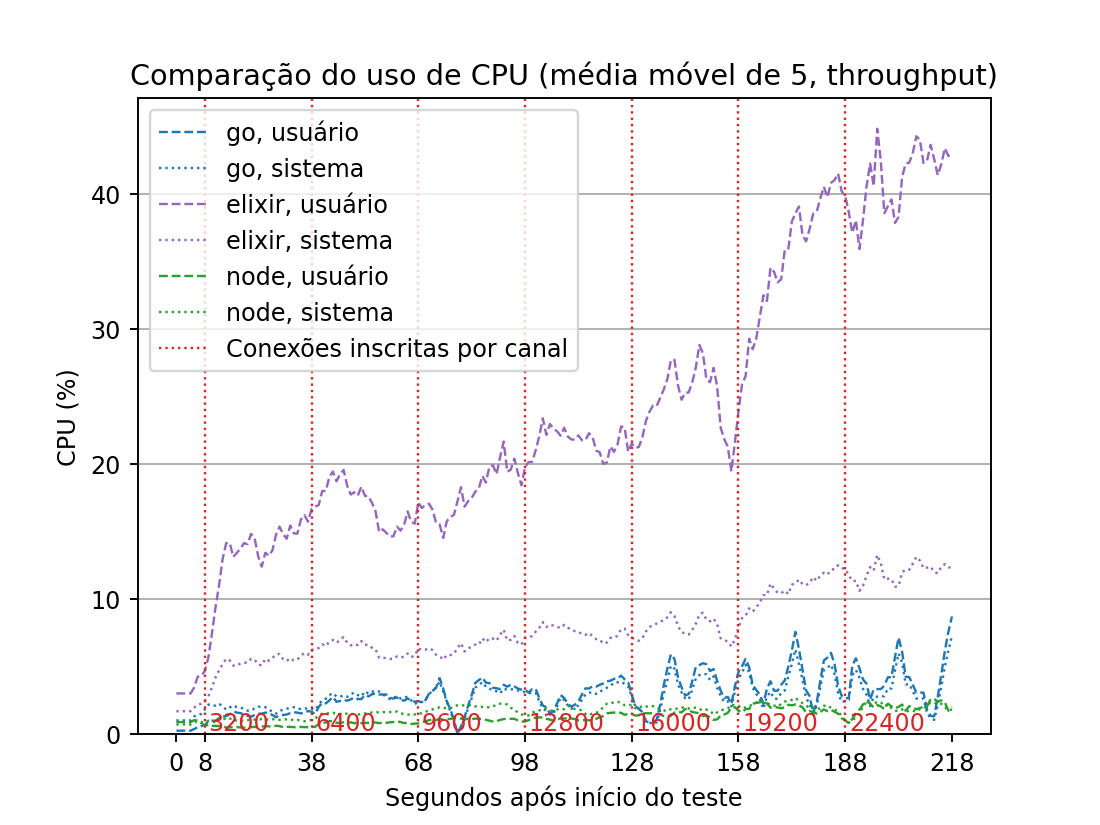 Comparação do uso de CPU (média móvel de 5, throughput)
go, usuário
go, sistema
elixir, usuário
elixir, sistema
node, usuário
node, sistema
Conexões inscritas por canal
CPU (%)
40
30
20
10
0
3200 6400 9600 12800 16000 19200 22400
0 8 38 68 98 128 158 188 218
Segundos após início do teste